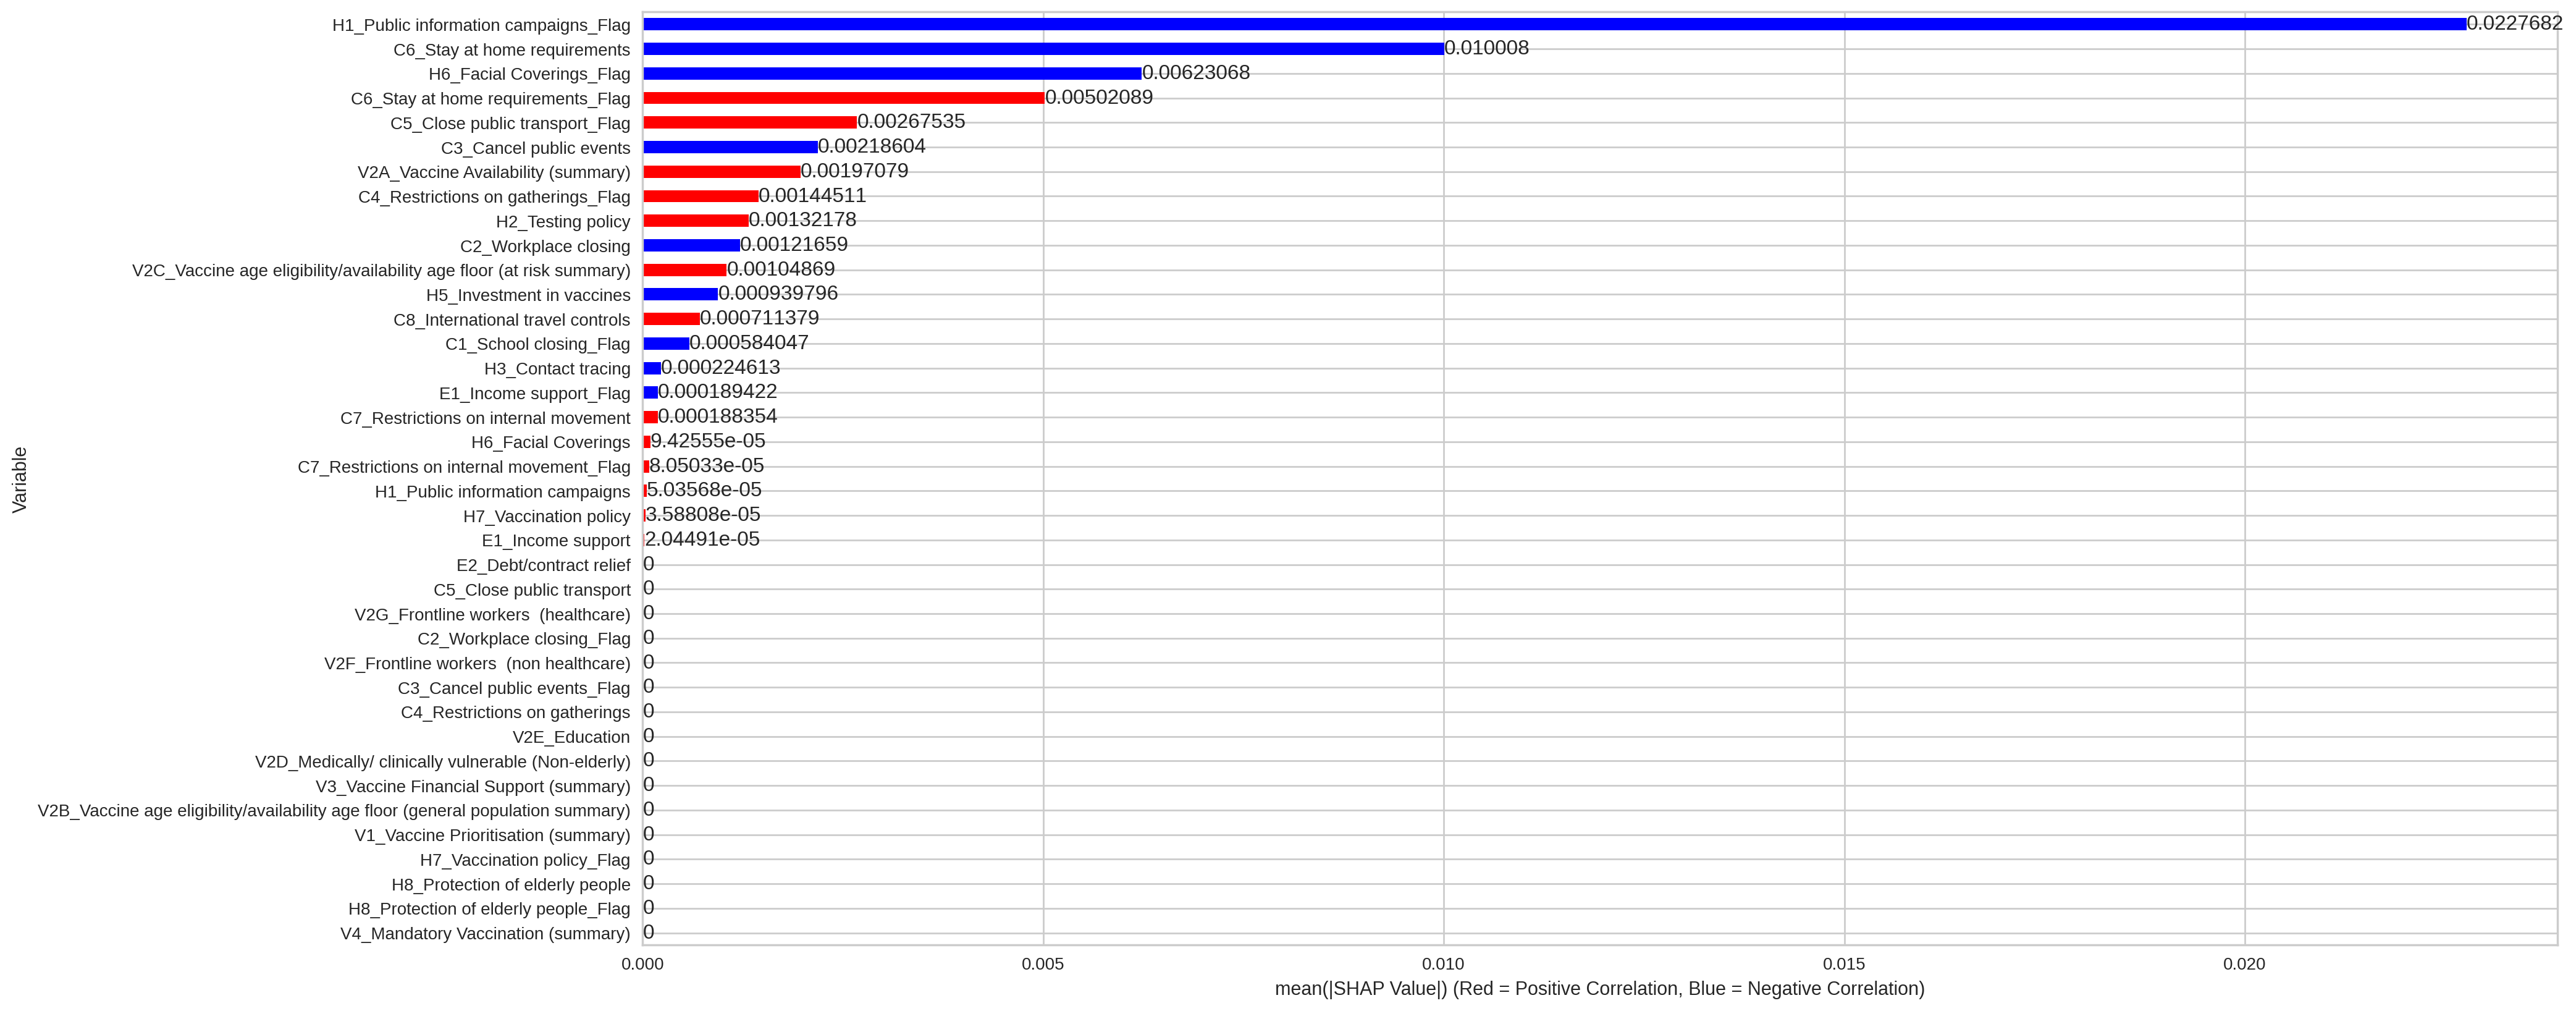 H1_Public information campaigns_Flag 0.0227682
C6_Stay at home requirements 0.010008
H6_Facial Coverings_Flag 0.00623068
C6_Stay at home requirements_Flag 0.00502089
C5_Close public transport_Flag 0.00267535
C3_Cancel public events 0.00218604
V2A_Vaccine Availability (summary) 0.00197079
C4_Restrictions on gatherings_Flag 0.00144511
H2_Testing policy 0.00132178
C2_Workplace closing 0.00121659
V2C_Vaccine age eligibility/availability age floor (at risk summary) 0.00104869
H5_Investment in vaccines 0.000939796
C8_International travel controls 0.000711379
C1_School closing_Flag 0.000584047
H3_Contact tracing 0.000224613
E1_Income support_Flag 0.000189422
C7_Restrictions on internal movement 0.000188354
H6_Facial Coverings 9.42555e-05
C7_Restrictions on internal movement_Flag 8.05033e-05
H1_Public information campaigns 5.03568e-05
H7_Vaccination policy 3.58808e-05
E1_Income support 2.04491e-05
E2_Debt/contract relief 0
C5_Close public transport 0
V2G_Frontline workers  (healthcare) 0
C2_Workplace closing_Flag 0
V2F_Frontline workers  (non healthcare) 0
C3_Cancel public events_Flag 0
C4_Restrictions on gatherings 0
V2E_Education 0
V2D_Medically/ clinically vulnerable (Non-elderly) 0
V3_Vaccine Financial Support (summary) 0
V2B_Vaccine age eligibility/availability age floor (general population summary) 0
V1_Vaccine Prioritisation (summary) 0
H7_Vaccination policy_Flag 0
H8_Protection of elderly people 0
H8_Protection of elderly people_Flag 0
V4_Mandatory Vaccination (summary) 0
Variable
0.000 0.005 0.010 0.015 0.020
mean(|SHAP Value|) (Red = Positive Correlation, Blue = Negative Correlation)